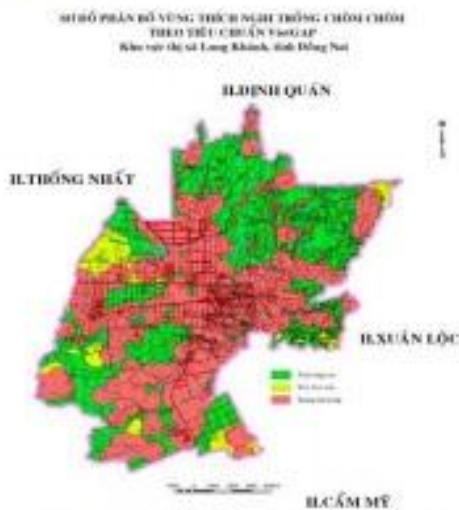 SƠ ĐỒ PHÂN BỐ VÙNG THÍCH NGHI TRỒNG CHÔM CHÔM
THEO TIÊU CHUẨN VietGAP
Khu vực thị xã Long Khánh, tỉnh Đồng Nai
H.ĐỊNH QUÁN
H.THỐNG NHẤT
H.XUÂN LỘC
H.CẨM MỸ